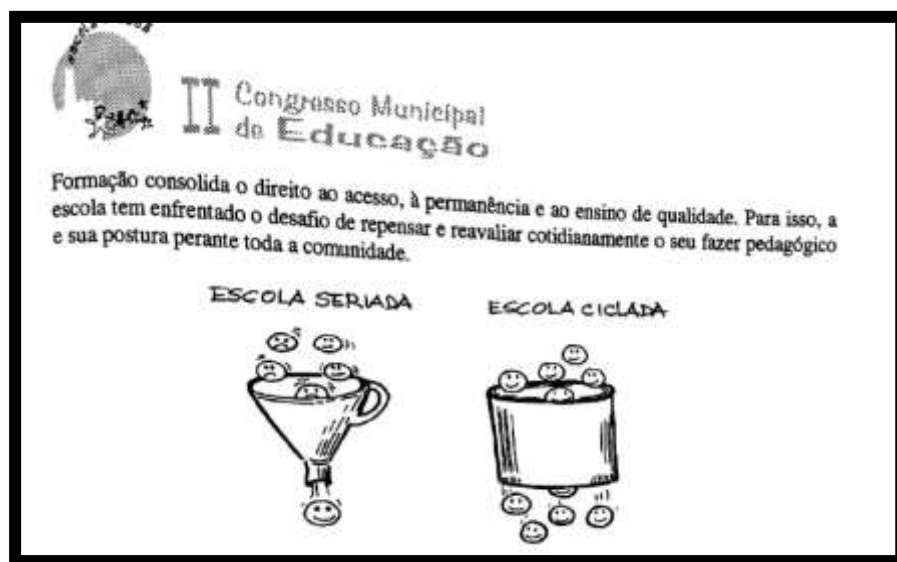 II Congresso Municipal
de Educação
Formação consolida o direito ao acesso, à permanência e ao ensino de qualidade. Para isso, a
escola tem enfrentado o desafio de repensar e reavaliar cotidianamente o seu fazer pedagógico
e sua postura perante toda a comunidade.
ESCOLA SERIADA
ESCOLA CICLADA